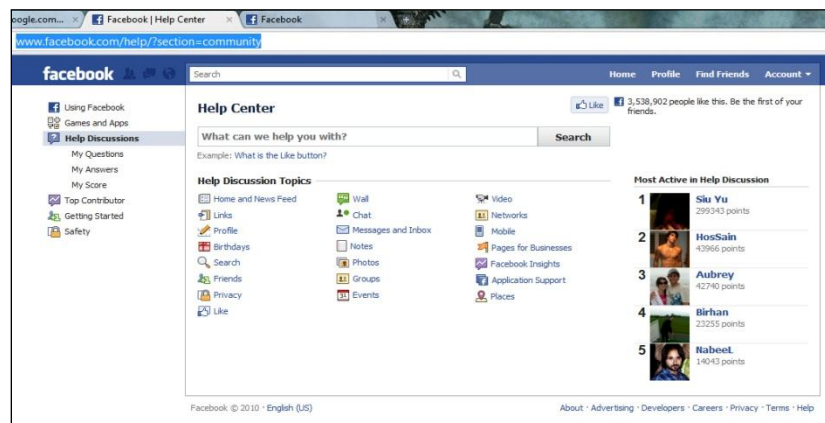 oogle.com...
Facebook | Help Center
Facebook
www.facebook.com/help/?section=community
facebook
Search
Home Profile Find Friends Account
Using Facebook
Games and Apps
Help Discussions
My Questions
My Answers
My Score
Top Contributor
Getting Started
Safety
Help Center
Like
3,538,902 people like this. Be the first of your
friends.
What can we help you with?
Search
Example: What is the Like button?
Help Discussion Topics
Home and News Feed
Links
Profile
Birthdays
Search
Friends
Privacy
Like
Wall
Chat
Messages and Inbox
Notes
Photos
Groups
Events
Video
Networks
Mobile
Pages for Businesses
Facebook Insights
Application Support
Places
Most Active in Help Discussion
1 Siu Yu
299343 points
2 HosSain
43966 points
3 Aubrey
42740 points
4 Birhan
23255 points
5 NabeeL
14043 points
Facebook © 2010 · English (US)
About · Advertising · Developers · Careers · Privacy · Terms · Help